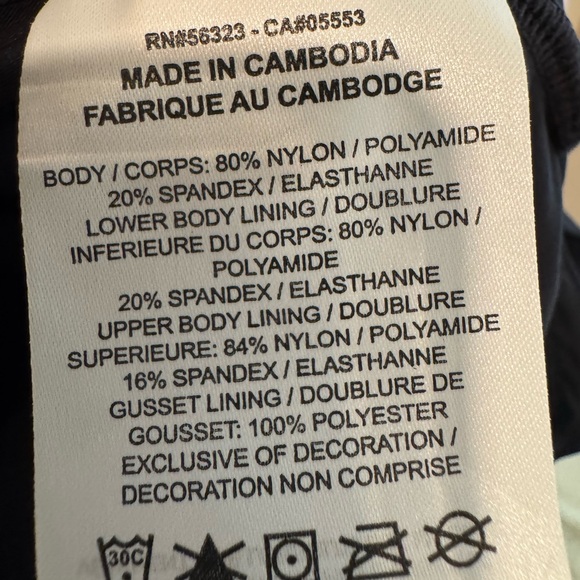 RN#56323 - CA#05553
MADE IN CAMBODIA
FABRIQUE AU CAMBODGE
BODY / CORPS: 80% NYLON / POLYAMIDE
20% SPANDEX / ELASTHANNE
LOWER BODY LINING / DOUBLURE
INFERIEURE DU CORPS: 80% NYLON /
POLYAMIDE
20% SPANDEX / ELASTHANNE
UPPER BODY LINING / DOUBLURE
SUPERIEURE: 84% NYLON / POLYAMIDE
16% SPANDEX / ELASTHANNE
GUSSET LINING / DOUBLURE DE
GOUSSET: 100% POLYESTER
EXCLUSIVE OF DECORATION /
DECORATION NON COMPRISE
30C